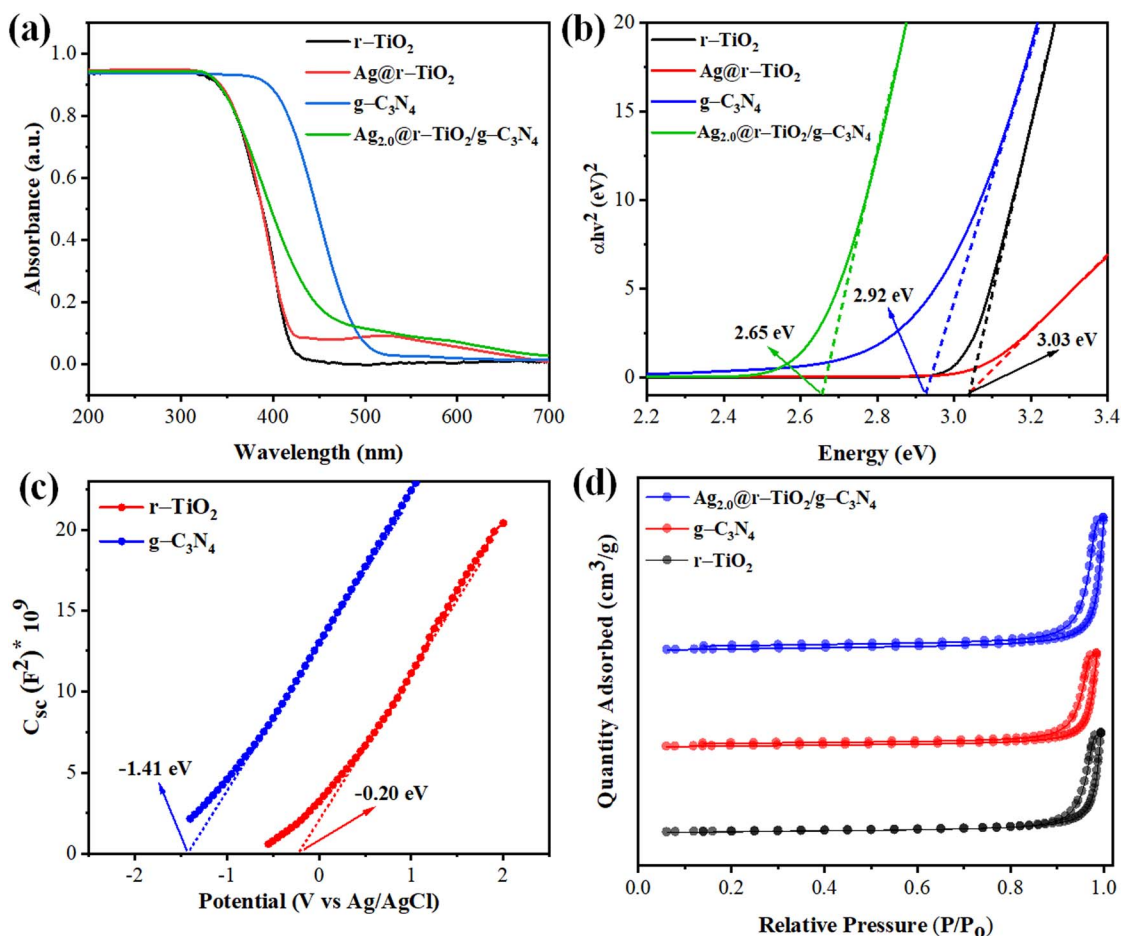 (a)
r–TiO₂
Ag@r–TiO₂
g–C₃N₄
Ag₂.₀@r–TiO₂/g–C₃N₄
Absorbance (a.u.)
1.0
0.8
0.6
0.4
0.2
0.0
200 300 400 500 600 700
Wavelength (nm)
(b)
r–TiO₂
Ag@r–TiO₂
g–C₃N₄
Ag₂.₀@r–TiO₂/g–C₃N₄
αhv² (eV)²
20
15
10
5
0
2.92 eV
2.65 eV
3.03 eV
2.2 2.4 2.6 2.8 3.0 3.2 3.4
Energy (eV)
(c)
r–TiO₂
g–C₃N₄
C_sc (F²) * 10⁹
20
15
10
5
0
-1.41 eV
-0.20 eV
-2 -1 0 1 2
Potential (V vs Ag/AgCl)
(d)
Ag₂.₀@r–TiO₂/g–C₃N₄
g–C₃N₄
r–TiO₂
Quantity Adsorbed (cm³/g)
0.0 0.2 0.4 0.6 0.8 1.0
Relative Pressure (P/P₀)